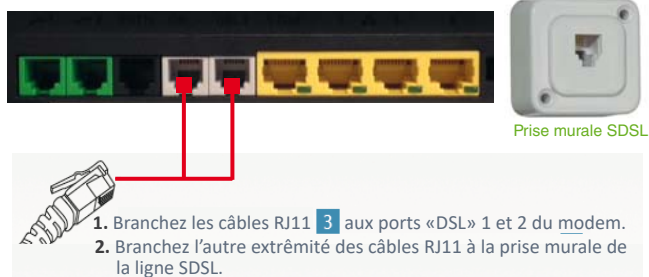 Prise murale SDSL
1. Branchez les câbles RJ11 3 aux ports «DSL» 1 et 2 du modem.
2. Branchez l’autre extrêmité des câbles RJ11 à la prise murale de
la ligne SDSL.